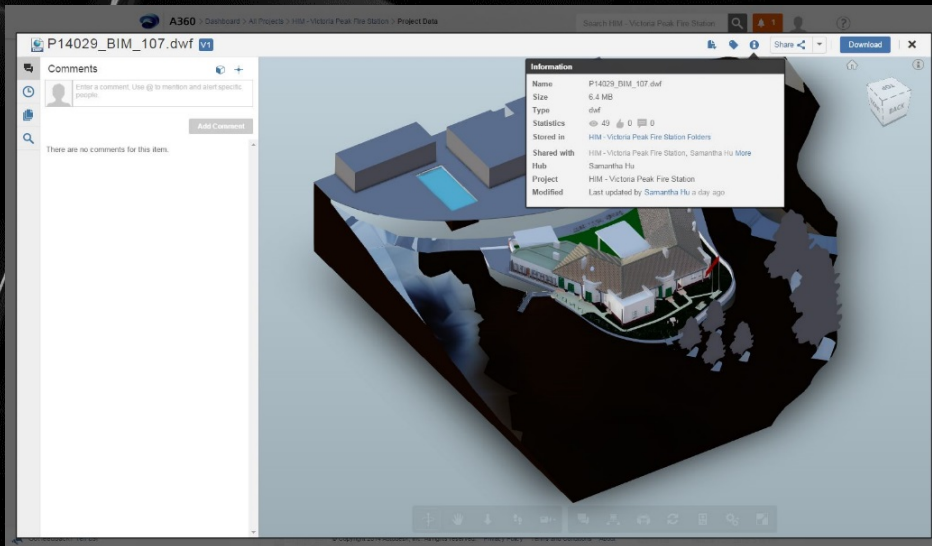 A360 > Dashboard > All Projects > HIM - Victoria Peak Fire Station > Project Data
Search HIM - Victoria Peak Fire Station
1
?
P14029_BIM_107.dwf V1
Share
Download
Comments
Enter a comment. Use @ to mention and alert specific people.
Add Comment
There are no comments for this item.
Information
Name P14029_BIM_107.dwf
Size 6.4 MB
Type dwf
Statistics 49 0 0
Stored in HIM - Victoria Peak Fire Station Folders
Shared with HIM - Victoria Peak Fire Station, Samantha Hu More
Hub Samantha Hu
Project HIM - Victoria Peak Fire Station
Modified Last updated by Samantha Hu a day ago
TOP
BACK